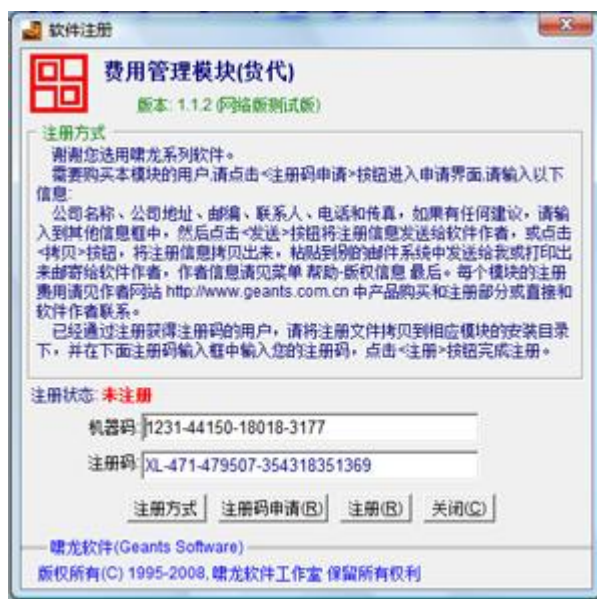 软件注册
费用管理模块(货代)
版本: 1.1.2 (网络版测试版)
注册方式
谢谢您选用啸龙系列软件。
需要购买本模块的用户,请点击<注册码申请>按钮进入申请界面,请输入以下
信息:
公司名称、公司地址、邮编、联系人、电话和传真，如果有任何建议，请输
入到其他信息框中，然后点击<发送>按钮将注册信息发送给软件作者，或点击
<拷贝>按钮，将注册信息拷贝出来，粘贴到别的邮件系统中发送给我或打印出
来邮寄给软件作者，作者信息请见菜单 帮助-版权信息 最后。每个模块的注册
费用请见作者网站 http://www.geants.com.cn 中产品购买和注册部分或直接和
软件作者联系。
已经通过注册获得注册码的用户，请将注册文件拷贝到相应模块的安装目录
下，并在下面注册码输入框中输入您的注册码，点击<注册>按钮完成注册。
注册状态: 未注册
机器码: 1231-44150-18018-3177
注册码: XL-471-479507-354318351369
注册方式 注册码申请(R) 注册(R) 关闭(C)
啸龙软件(Geants Software)
版权所有(C) 1995-2008, 啸龙软件工作室 保留所有权利